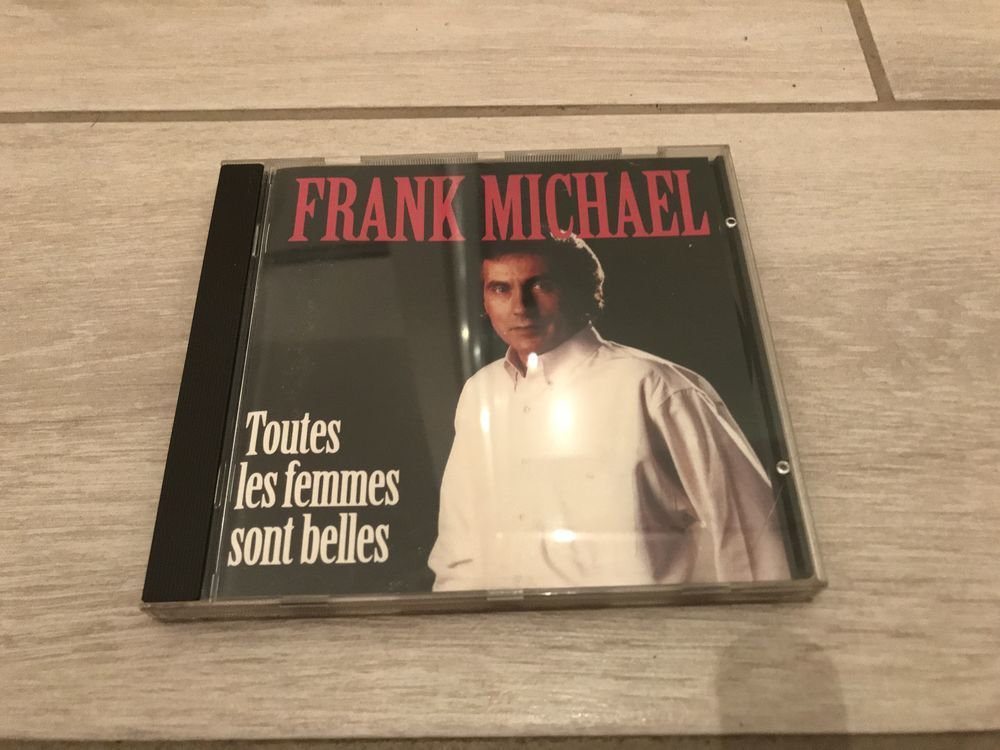 FRANK MICHAEL
Toutes
les femmes
sont belles